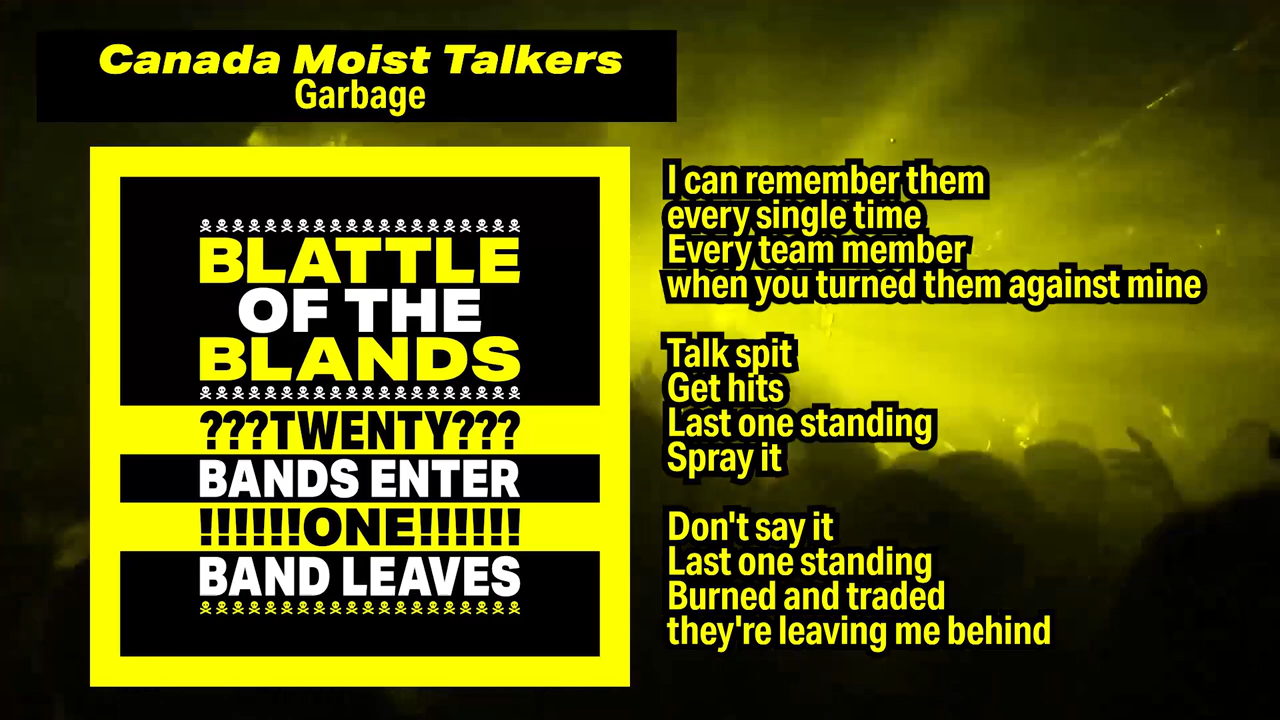 Canada Moist Talkers
Garbage
BLATTLE
OF THE
BLANDS
???TWENTY???
BANDS ENTER
!!!!!!ONE!!!!!!
BAND LEAVES
I can remember them
every single time
Every team member
when you turned them against mine
Talk spit
Get hits
Last one standing
Spray it
Don't say it
Last one standing
Burned and traded
they're leaving me behind